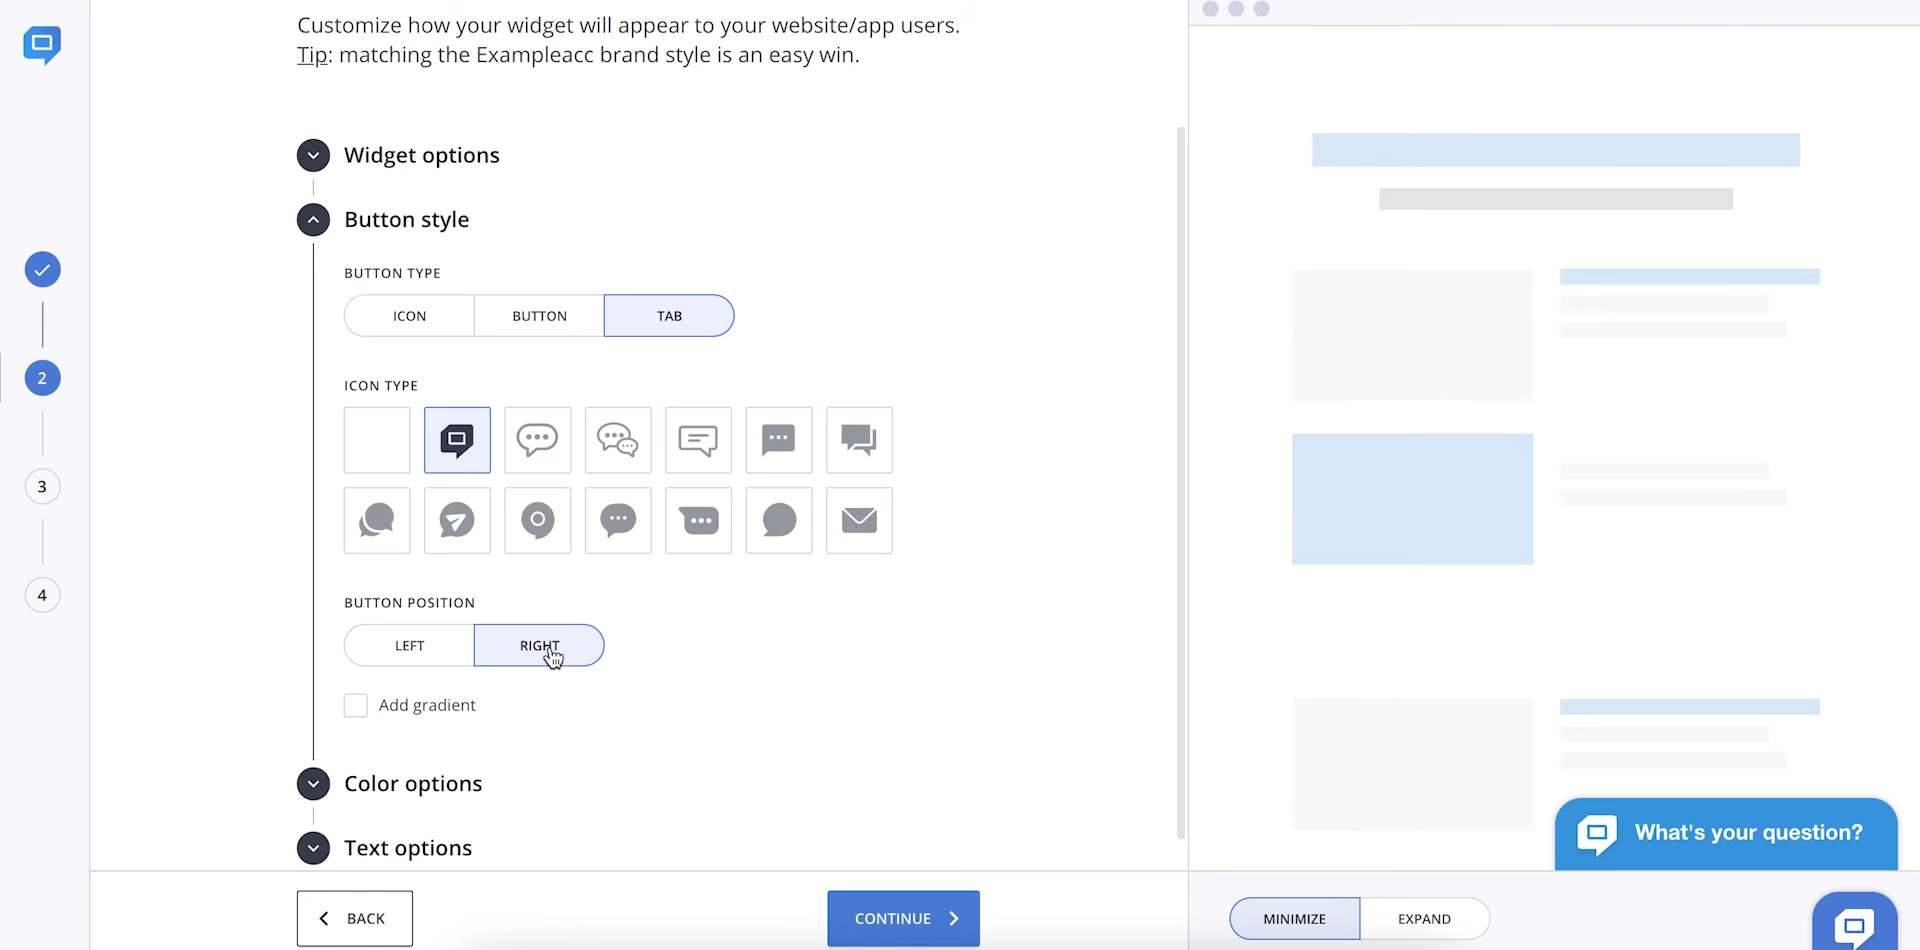 Customize how your widget will appear to your website/app users.
Tip: matching the Exampleacc brand style is an easy win.
Widget options
Button style
BUTTON TYPE
ICON
BUTTON
TAB
ICON TYPE
BUTTON POSITION
LEFT
RIGHT
Add gradient
Color options
Text options
BACK
CONTINUE
2
3
4
What's your question?
MINIMIZE
EXPAND